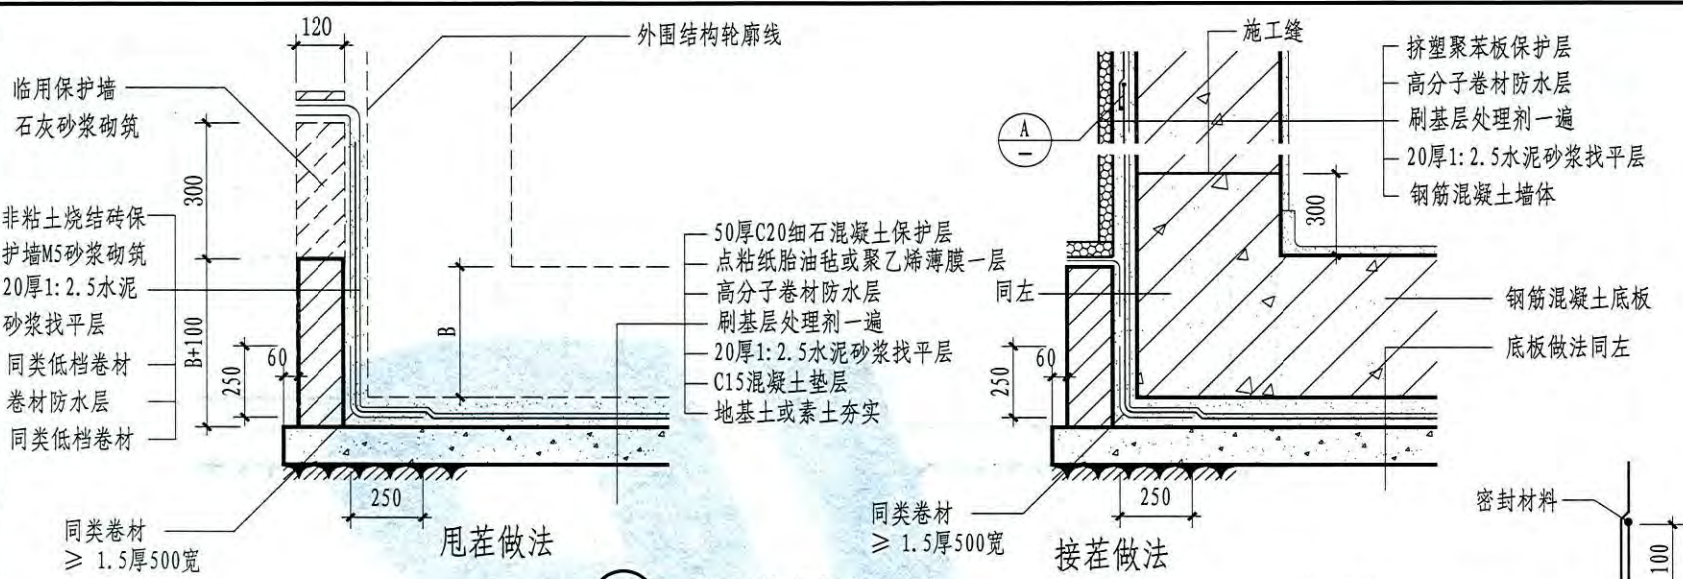 120
外围结构轮廓线
临用保护墙
石灰砂浆砌筑
300
非粘土烧结砖保
护墙M5砂浆砌筑
20厚1:2.5水泥
砂浆找平层
同类低档卷材
卷材防水层
同类低档卷材
B+100
250
60
B
50厚C20细石混凝土保护层
点粘纸胎油毡或聚乙烯薄膜一层
高分子卷材防水层
刷基层处理剂一遍
20厚1:2.5水泥砂浆找平层
C15混凝土垫层
地基土或素土夯实
250
同类卷材
≥ 1.5厚500宽
甩茬做法
施工缝
A
—
挤塑聚苯板保护层
高分子卷材防水层
刷基层处理剂一遍
20厚1:2.5水泥砂浆找平层
钢筋混凝土墙体
300
同左
钢筋混凝土底板
底板做法同左
60
250
250
同类卷材
≥ 1.5厚500宽
接茬做法
密封材料
100